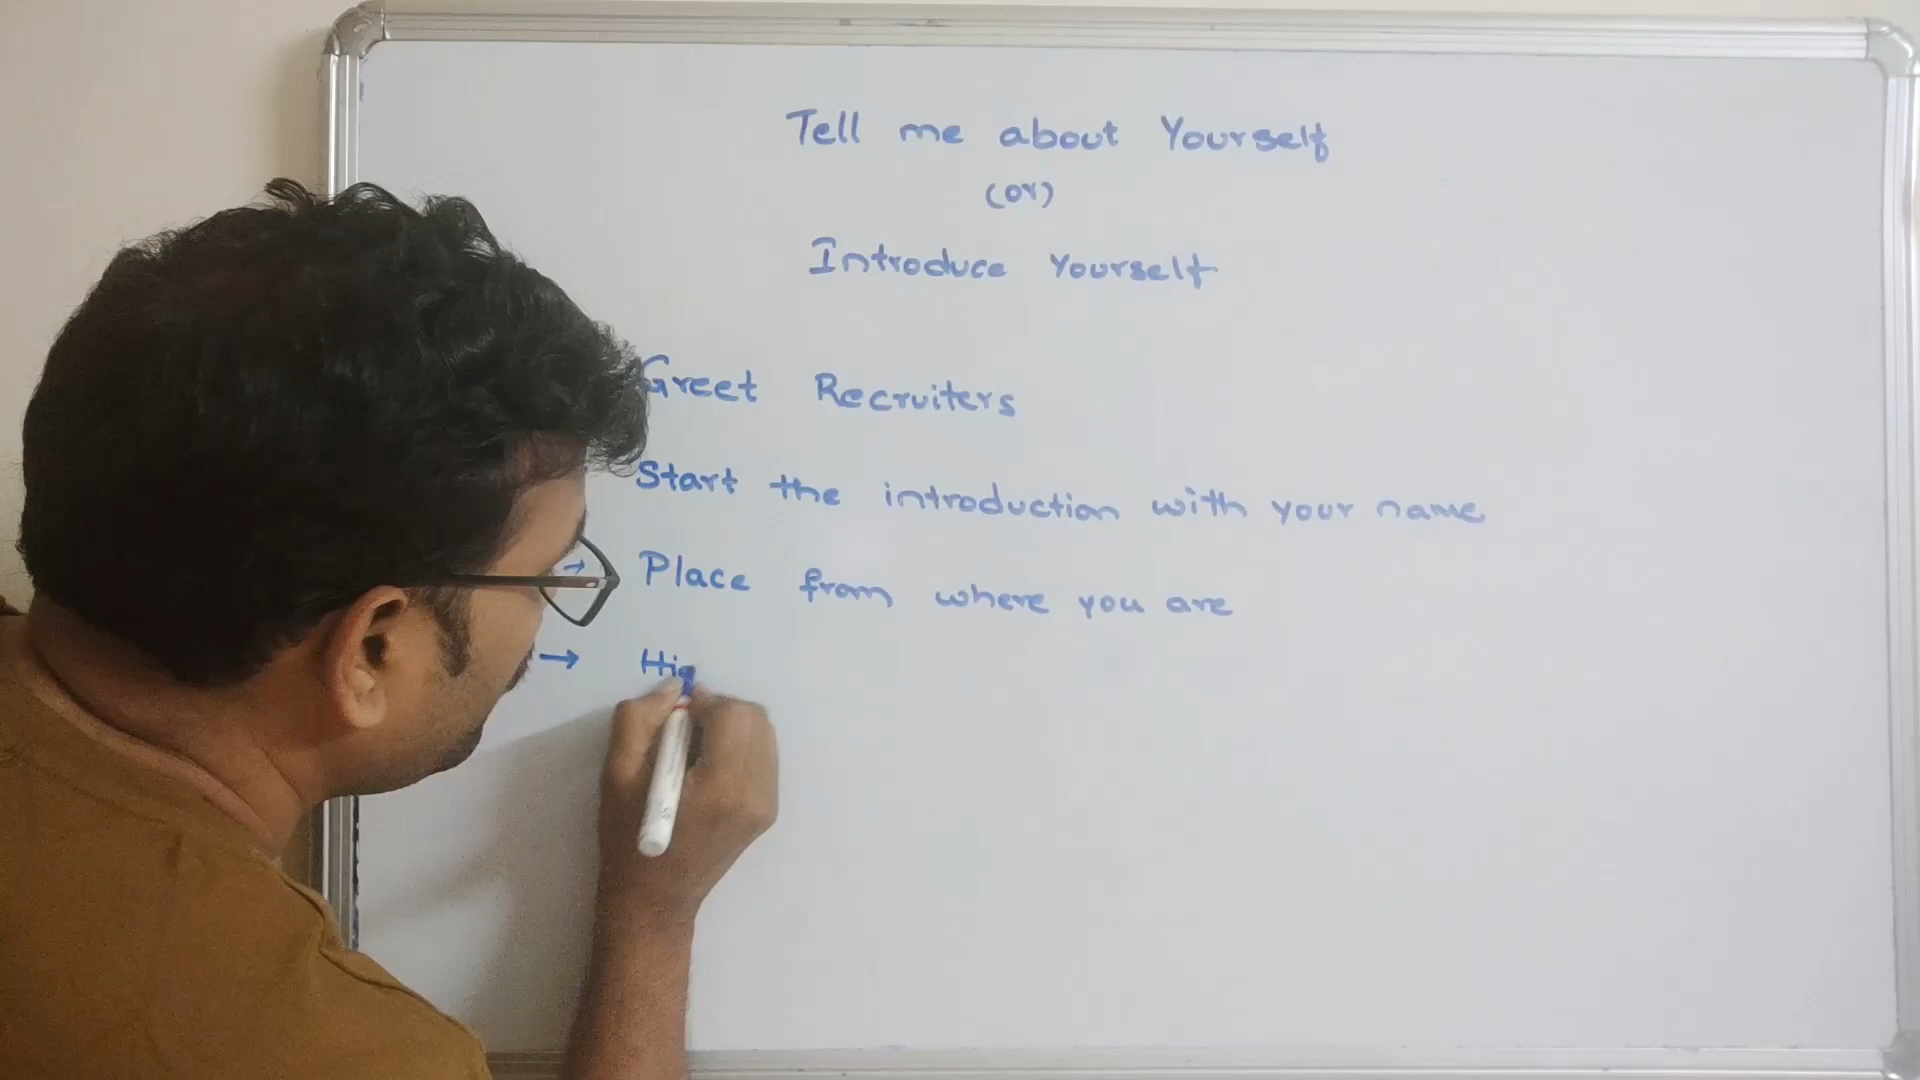 Tell me about Yourself
(or)
Introduce Yourself
Greet Recruiters
Start the introduction with your name
→ Place from where you are
→ Hig